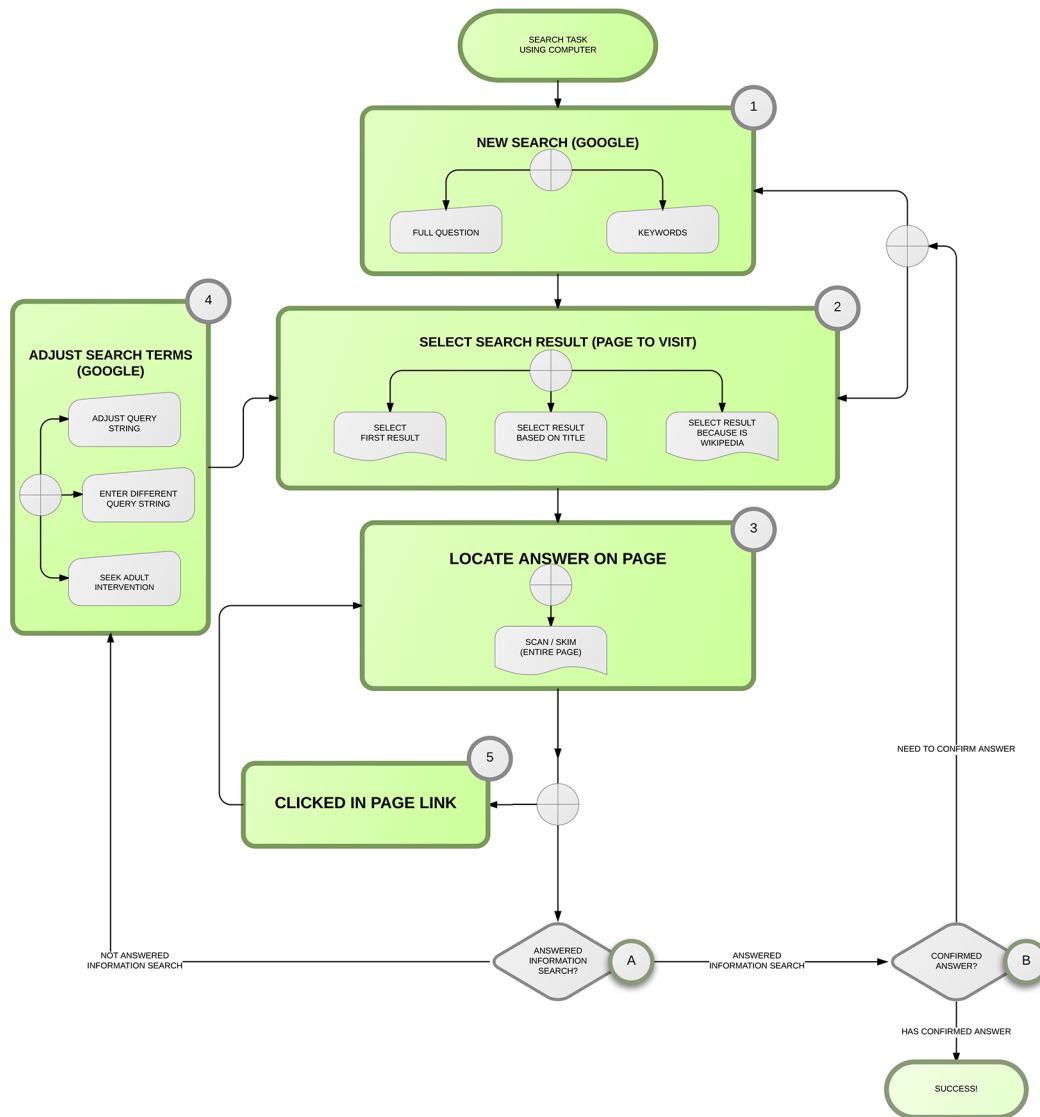 SEARCH TASK
USING COMPUTER
1
NEW SEARCH (GOOGLE)
FULL QUESTION
KEYWORDS
2
SELECT SEARCH RESULT (PAGE TO VISIT)
SELECT
FIRST RESULT
SELECT RESULT
BASED ON TITLE
SELECT RESULT
BECAUSE IS
WIKIPEDIA
4
ADJUST SEARCH TERMS
(GOOGLE)
ADJUST QUERY
STRING
ENTER DIFFERENT
QUERY STRING
SEEK ADULT
INTERVENTION
3
LOCATE ANSWER ON PAGE
SCAN / SKIM
(ENTIRE PAGE)
5
CLICKED IN PAGE LINK
NEED TO CONFIRM ANSWER
NOT ANSWERED
INFORMATION SEARCH
ANSWERED
INFORMATION
SEARCH?
A
ANSWERED
INFORMATION SEARCH
CONFIRMED
ANSWER?
B
HAS CONFIRMED ANSWER
SUCCESS!